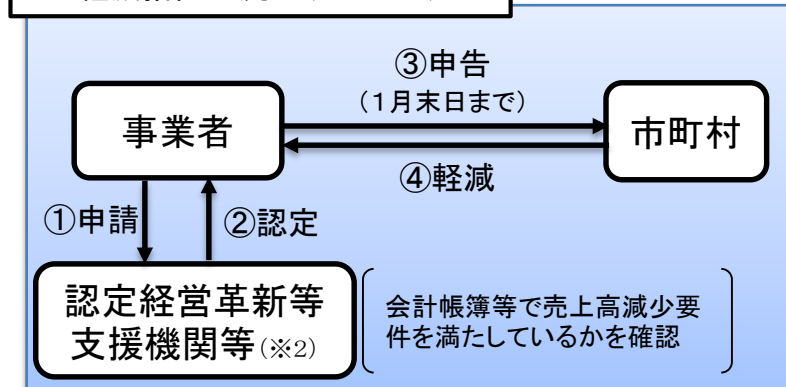 ③申告
(1月末日まで)
事業者
市町村
④軽減
①申請
②認定
認定経営革新等
支援機関等(※2)
会計帳簿等で売上高減少要
件を満たしているかを確認